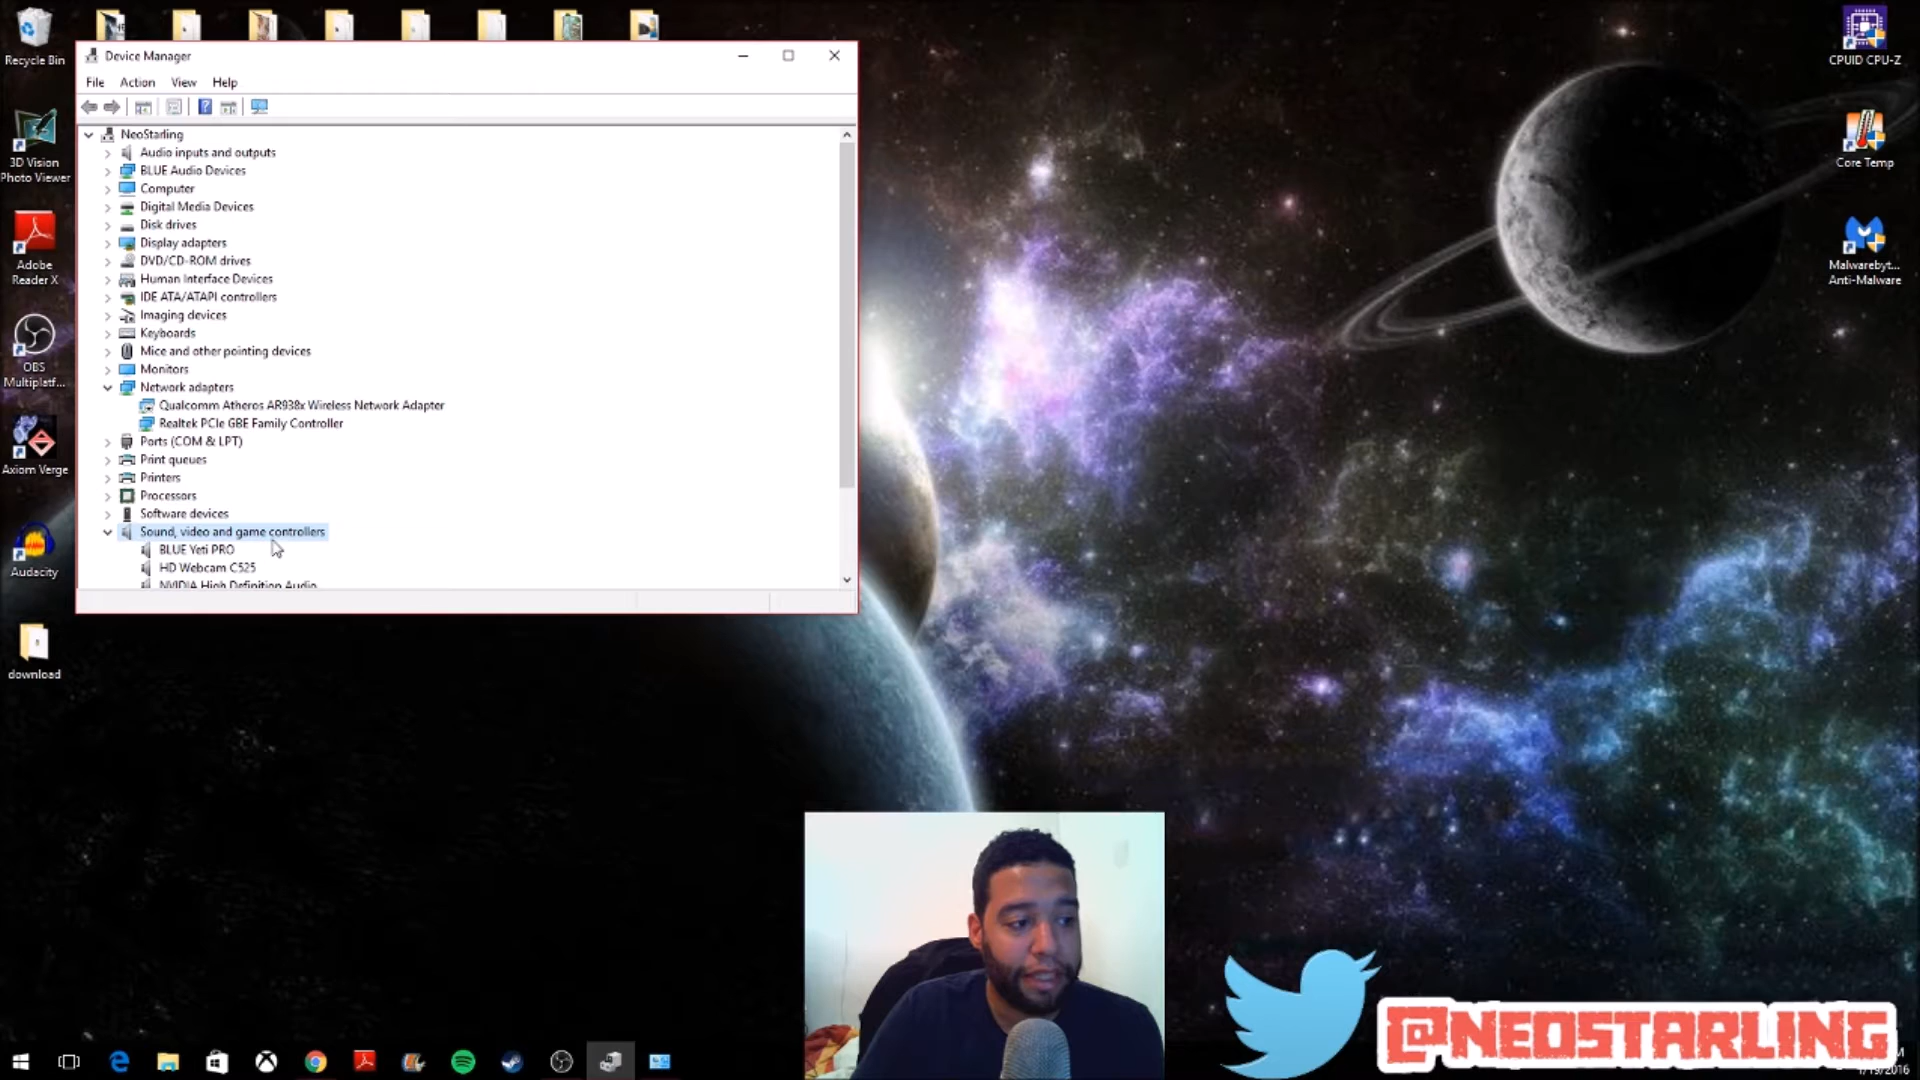 Recycle Bin
3D Vision
Photo Viewer
Adobe
Reader X
OBS
Multiplatf...
Axiom Verge
Audacity
download
Device Manager
File Action View Help
NeoStarling
Audio inputs and outputs
BLUE Audio Devices
Computer
Digital Media Devices
Disk drives
Display adapters
DVD/CD-ROM drives
Human Interface Devices
IDE ATA/ATAPI controllers
Imaging devices
Keyboards
Mice and other pointing devices
Monitors
Network adapters
Qualcomm Atheros AR938x Wireless Network Adapter
Realtek PCIe GBE Family Controller
Ports (COM & LPT)
Print queues
Printers
Processors
Software devices
Sound, video and game controllers
BLUE Yeti PRO
HD Webcam C525
NVIDIA High Definition Audio
CPUID CPU-Z
Core Temp
Malwarebyt...
Anti-Malware
@NEOSTARLING